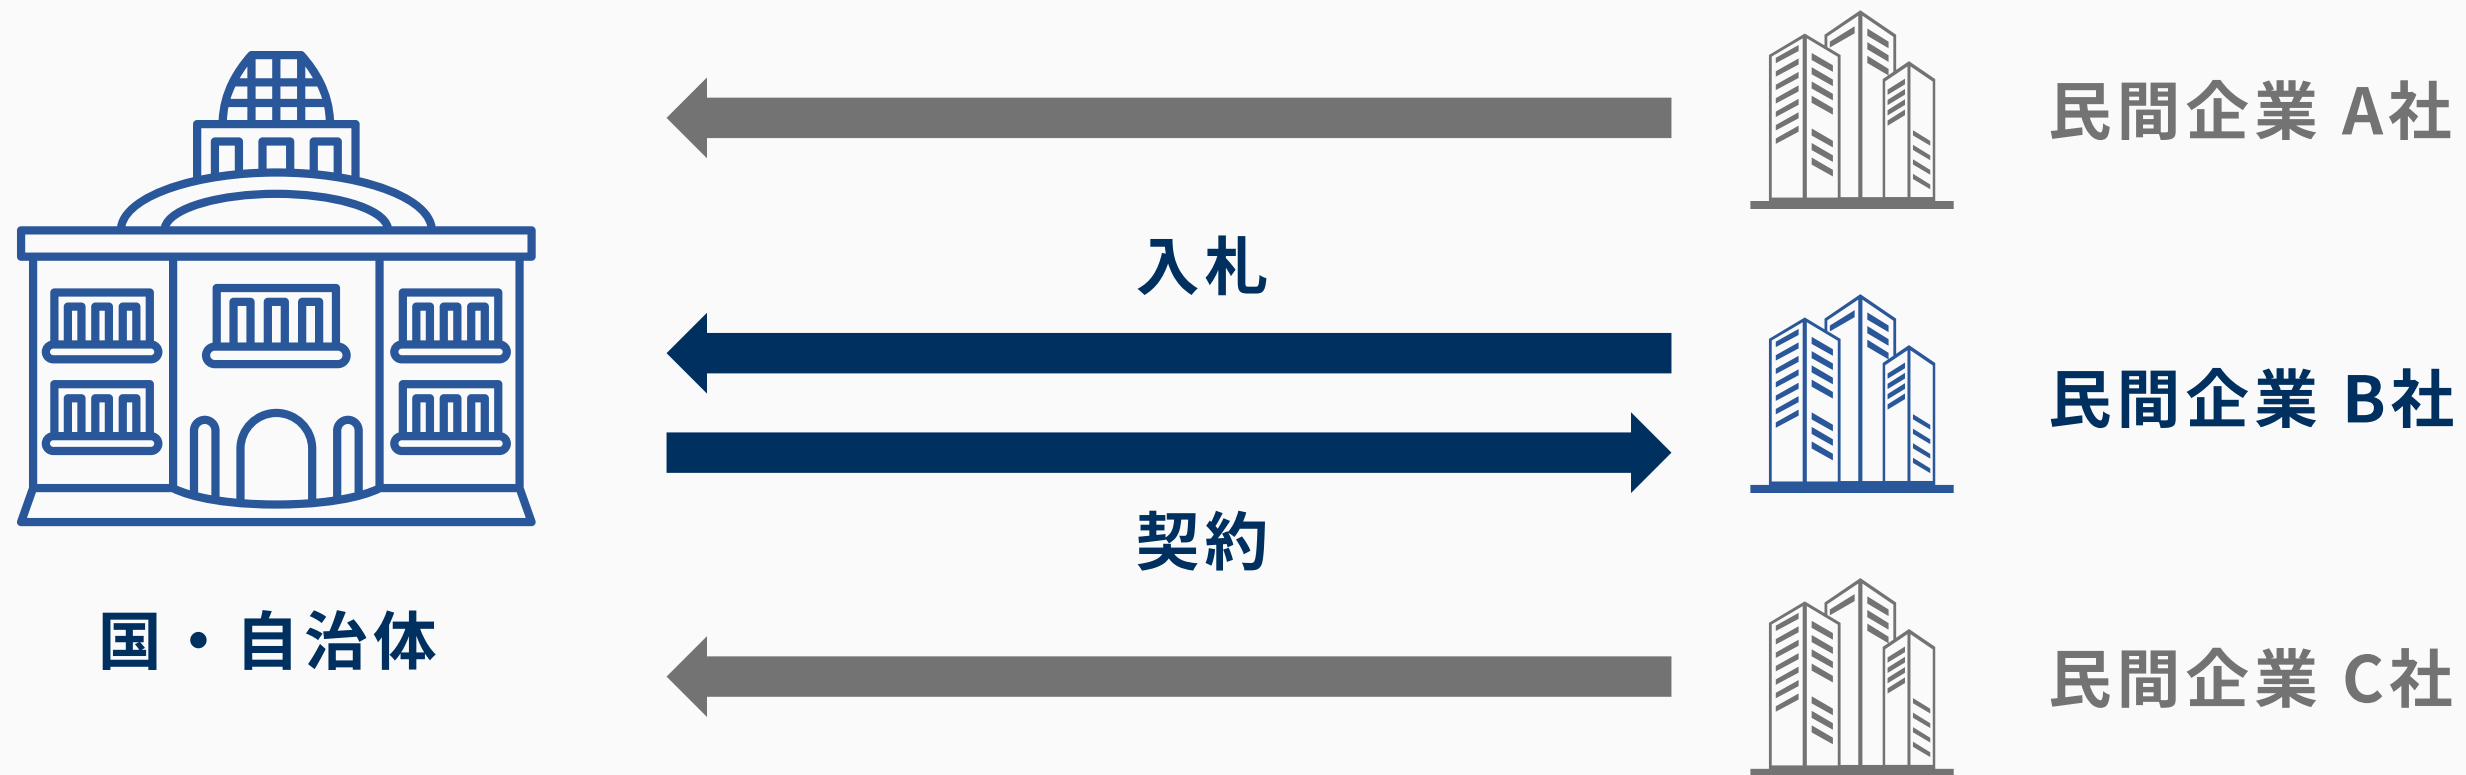 民間企業 A社
入札
民間企業 B社
契約
国・自治体
民間企業 C社